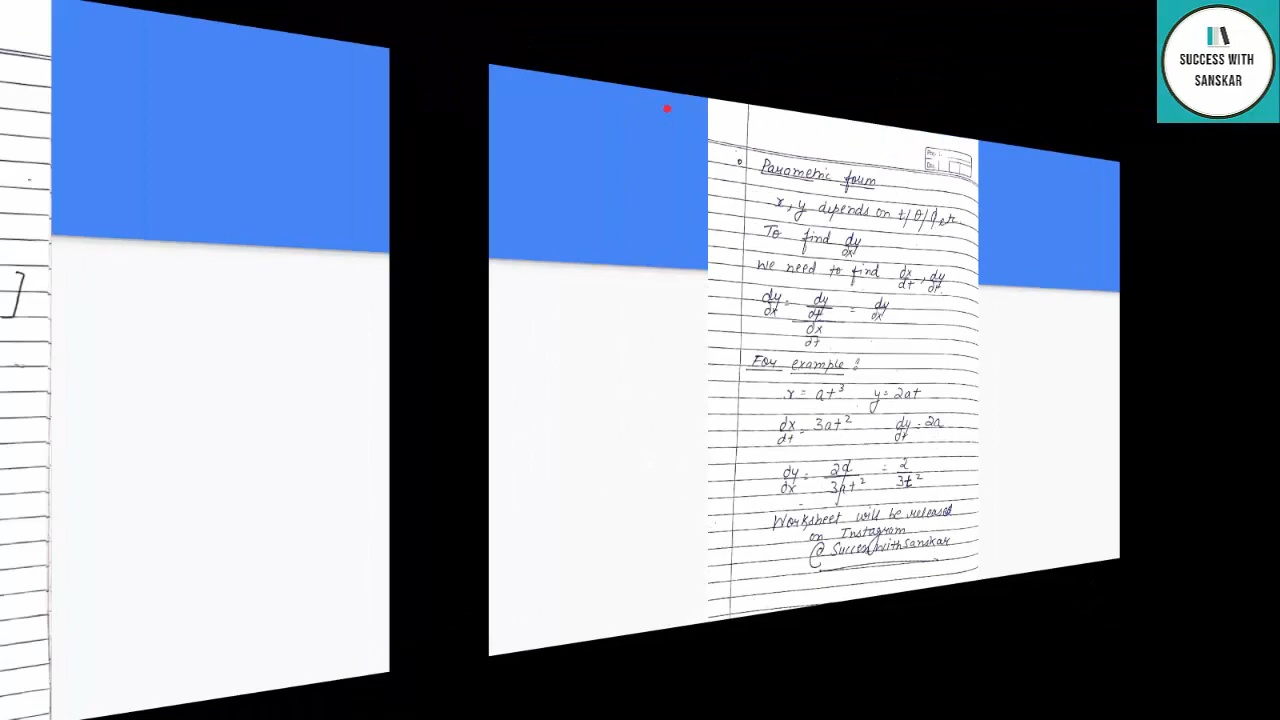 SUCCESS WITH
SANSKAR
Parametric form
x, y depends on t/θ/φ etc.
To find dy/dx
We need to find dx/dt, dy/dt.
dy/dx = (dy/dt)/(dx/dt) = dy/dx
For example :
x = at³ y = 2at
dx/dt = 3at² dy/dt = 2a
dy/dx = 2a/3at² = 2/3t²
Worksheet will be released
on Instagram
@Successwithsanskar
]